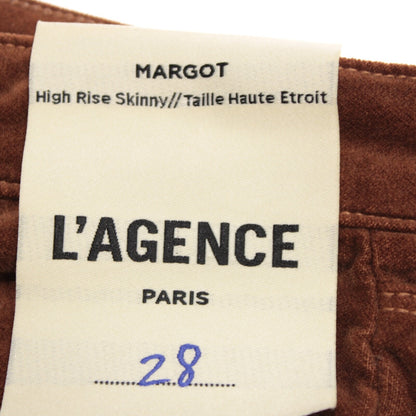 MARGOT
High Rise Skinny//Taille Haute Etroit
L'AGENCE
PARIS
28